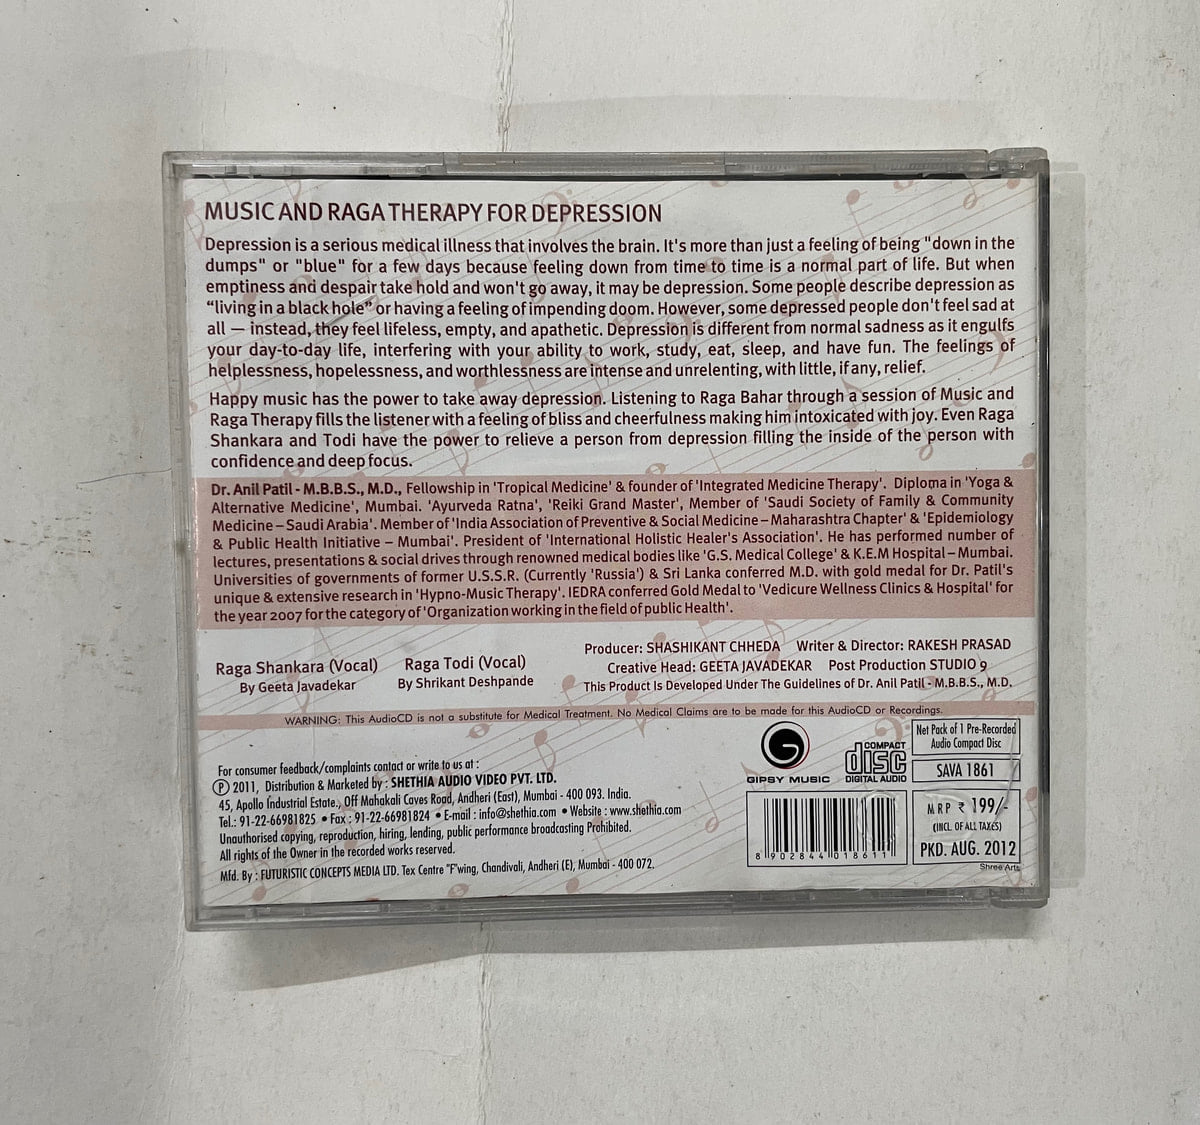 MUSIC AND RAGA THERAPY FOR DEPRESSION
Depression is a serious medical illness that involves the brain. It's more than just a feeling of being "down in the
dumps" or "blue" for a few days because feeling down from time to time is a normal part of life. But when
emptiness and despair take hold and won't go away, it may be depression. Some people describe depression as
“living in a black hole” or having a feeling of impending doom. However, some depressed people don't feel sad at
all — instead, they feel lifeless, empty, and apathetic. Depression is different from normal sadness as it engulfs
your day-to-day life, interfering with your ability to work, study, eat, sleep, and have fun. The feelings of
helplessness, hopelessness, and worthlessness are intense and unrelenting, with little, if any, relief.
Happy music has the power to take away depression. Listening to Raga Bahar through a session of Music and
Raga Therapy fills the listener with a feeling of bliss and cheerfulness making him intoxicated with joy. Even Raga
Shankara and Todi have the power to relieve a person from depression filling the inside of the person with
confidence and deep focus.
Dr. Anil Patil - M.B.B.S., M.D., Fellowship in 'Tropical Medicine' & founder of 'Integrated Medicine Therapy'. Diploma in 'Yoga &
Alternative Medicine', Mumbai. 'Ayurveda Ratna', 'Reiki Grand Master', Member of 'Saudi Society of Family & Community
Medicine – Saudi Arabia'. Member of 'India Association of Preventive & Social Medicine – Maharashtra Chapter' & 'Epidemiology
& Public Health Initiative – Mumbai'. President of 'International Holistic Healer's Association'. He has performed number of
lectures, presentations & social drives through renowned medical bodies like 'G.S. Medical College' & K.E.M Hospital – Mumbai.
Universities of governments of former U.S.S.R. (Currently 'Russia') & Sri Lanka conferred M.D. with gold medal for Dr. Patil's
unique & extensive research in 'Hypno-Music Therapy'. IEDRA conferred Gold Medal to 'Vedicure Wellness Clinics & Hospital' for
the year 2007 for the category of 'Organization working in the field of public Health'.
Raga Shankara (Vocal)
By Geeta Javadekar
Raga Todi (Vocal)
By Shrikant Deshpande
Producer: SHASHIKANT CHHEDA Writer & Director: RAKESH PRASAD
Creative Head: GEETA JAVADEKAR Post Production STUDIO 9
This Product Is Developed Under The Guidelines of Dr. Anil Patil - M.B.B.S., M.D.
WARNING: This AudioCD is not a substitute for Medical Treatment. No Medical Claims are to be made for this AudioCD or Recordings.
For consumer feedback/complaints contact or write to us at :
Ⓟ 2011, Distribution & Marketed by : SHETHIA AUDIO VIDEO PVT. LTD.
45, Apollo Industrial Estate., Off Mahakali Caves Road, Andheri (East), Mumbai - 400 093. India.
Tel.: 91-22-66981825 • Fax : 91-22-66981824 • E-mail : info@shethia.com • Website : www.shethia.com
Unauthorised copying, reproduction, hiring, lending, public performance broadcasting Prohibited.
All rights of the Owner in the recorded works reserved.
Mfd. By : FUTURISTIC CONCEPTS MEDIA LTD. Tex Centre "F"wing, Chandivali, Andheri (E), Mumbai - 400 072.
GIPSY MUSIC
COMPACT
disc
DIGITAL AUDIO
8 902844 018611
Net Pack of 1 Pre-Recorded
Audio Compact Disc
SAVA 1861
MRP ₹ 199/-
(INCL. OF ALL TAXES)
PKD. AUG. 2012
Shree Arts